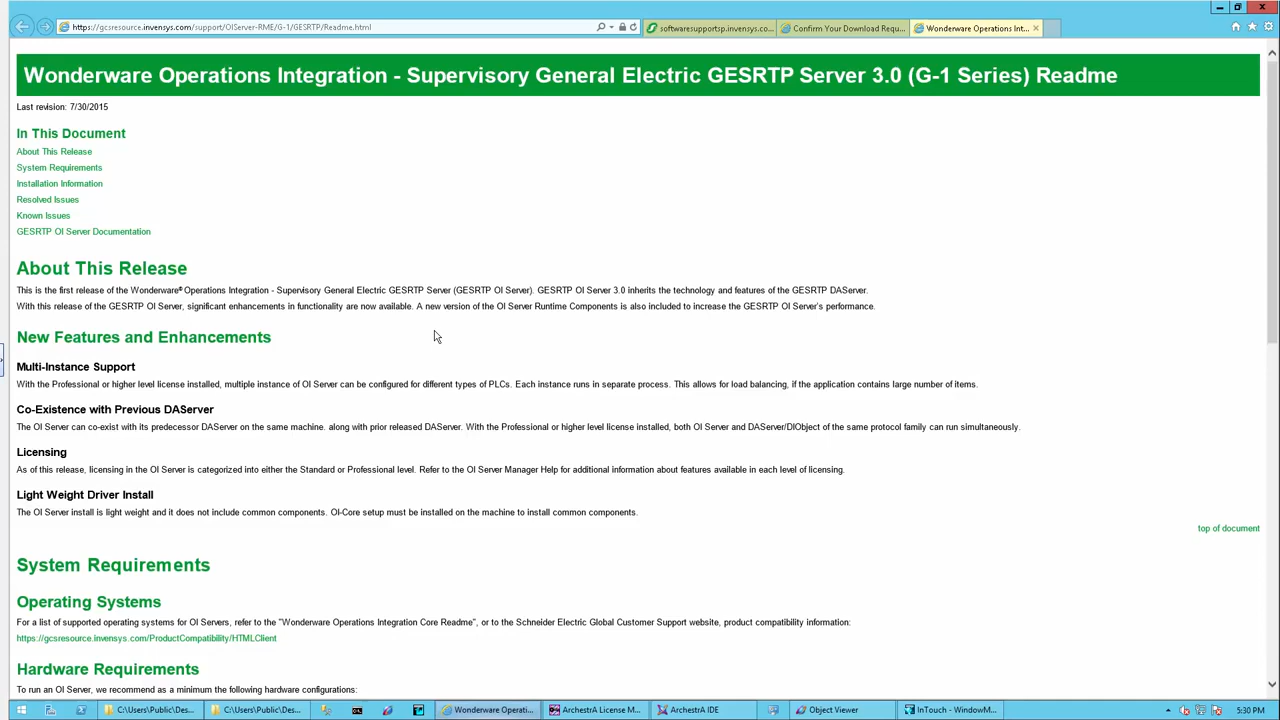 https://gcsresource.invensys.com/support/OIServer-RME/G-1/GESRTP/Readme.html
softwaresupportsp.invensys.co...
Confirm Your Download Requ...
Wonderware Operations Int...
Wonderware Operations Integration - Supervisory General Electric GESRTP Server 3.0 (G-1 Series) Readme
Last revision: 7/30/2015
In This Document
About This Release
System Requirements
Installation Information
Resolved Issues
Known Issues
GESRTP OI Server Documentation
About This Release
This is the first release of the Wonderware® Operations Integration - Supervisory General Electric GESRTP Server (GESRTP OI Server). GESRTP OI Server 3.0 inherits the technology and features of the GESRTP DAServer.
With this release of the GESRTP OI Server, significant enhancements in functionality are now available. A new version of the OI Server Runtime Components is also included to increase the GESRTP OI Server's performance.
New Features and Enhancements
Multi-Instance Support
With the Professional or higher level license installed, multiple instance of OI Server can be configured for different types of PLCs. Each instance runs in separate process. This allows for load balancing, if the application contains large number of items.
Co-Existence with Previous DAServer
The OI Server can co-exist with its predecessor DAServer on the same machine. along with prior released DAServer. With the Professional or higher level license installed, both OI Server and DAServer/DIObject of the same protocol family can run simultaneously.
Licensing
As of this release, licensing in the OI Server is categorized into either the Standard or Professional level. Refer to the OI Server Manager Help for additional information about features available in each level of licensing.
Light Weight Driver Install
The OI Server install is light weight and it does not include common components. OI-Core setup must be installed on the machine to install common components.
top of document
System Requirements
Operating Systems
For a list of supported operating systems for OI Servers, refer to the "Wonderware Operations Integration Core Readme", or to the Schneider Electric Global Customer Support website, product compatibility information:
https://gcsresource.invensys.com/ProductCompatibility/HTMLClient
Hardware Requirements
To run an OI Server, we recommend as a minimum the following hardware configurations:
C:\Users\Public\Des...
C:\Users\Public\Des...
Wonderware Operati...
ArchestrA License M...
ArchestrA IDE
Object Viewer
InTouch - WindowM...
5:30 PM